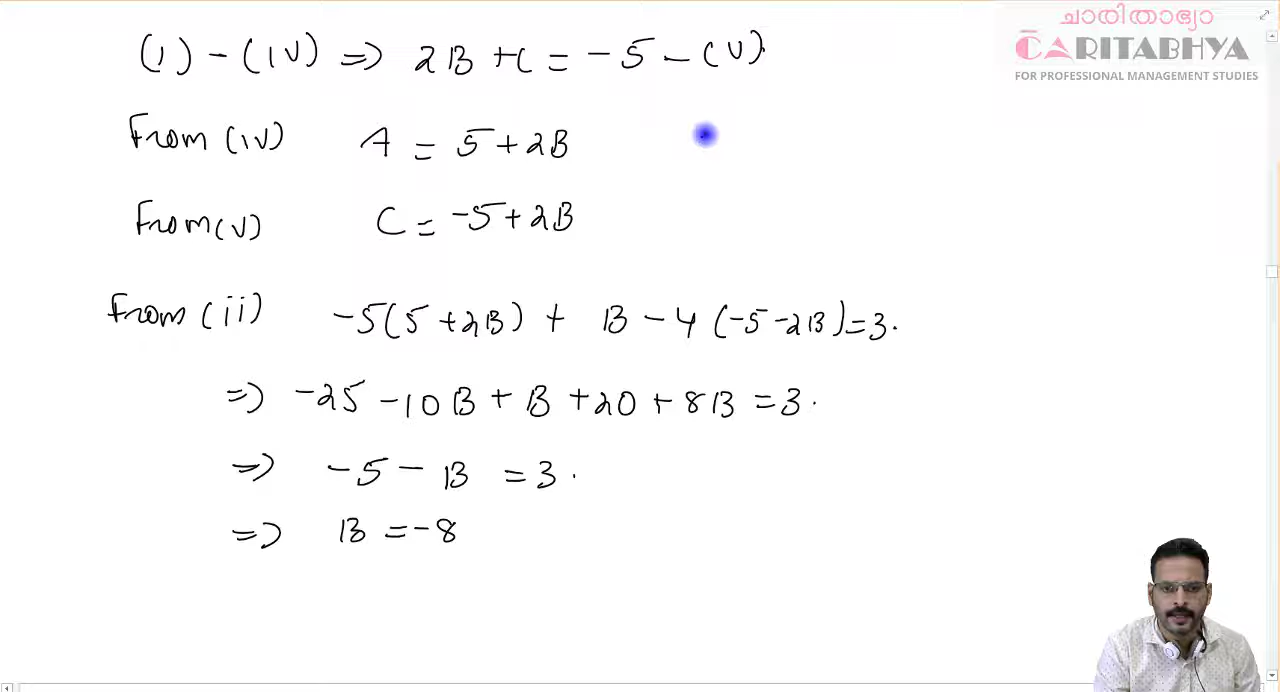 ചാരിതാഭ്യാ
CARITABHYA
FOR PROFESSIONAL MANAGEMENT STUDIES
(i) - (iv) => 2B + C = -5 - (v)
From (iv) A = 5 + 2B
From (v) C = -5 + 2B
From (ii) -5(5 + 2B) + B - 4(-5 - 2B) = 3.
=> -25 - 10B + B + 20 + 8B = 3.
=> -5 - B = 3.
=> B = -8